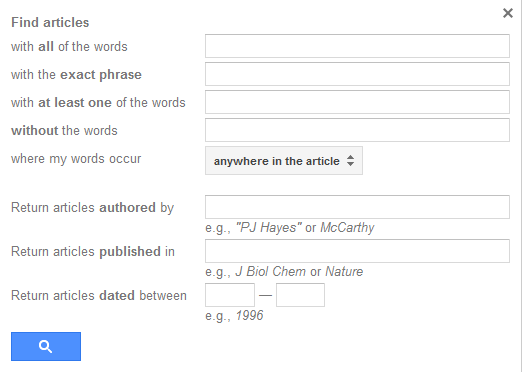 Find articles
with all of the words
with the exact phrase
with at least one of the words
without the words
where my words occur anywhere in the article
Return articles authored by
e.g., "PJ Hayes" or McCarthy
Return articles published in
e.g., J Biol Chem or Nature
Return articles dated between —
e.g., 1996